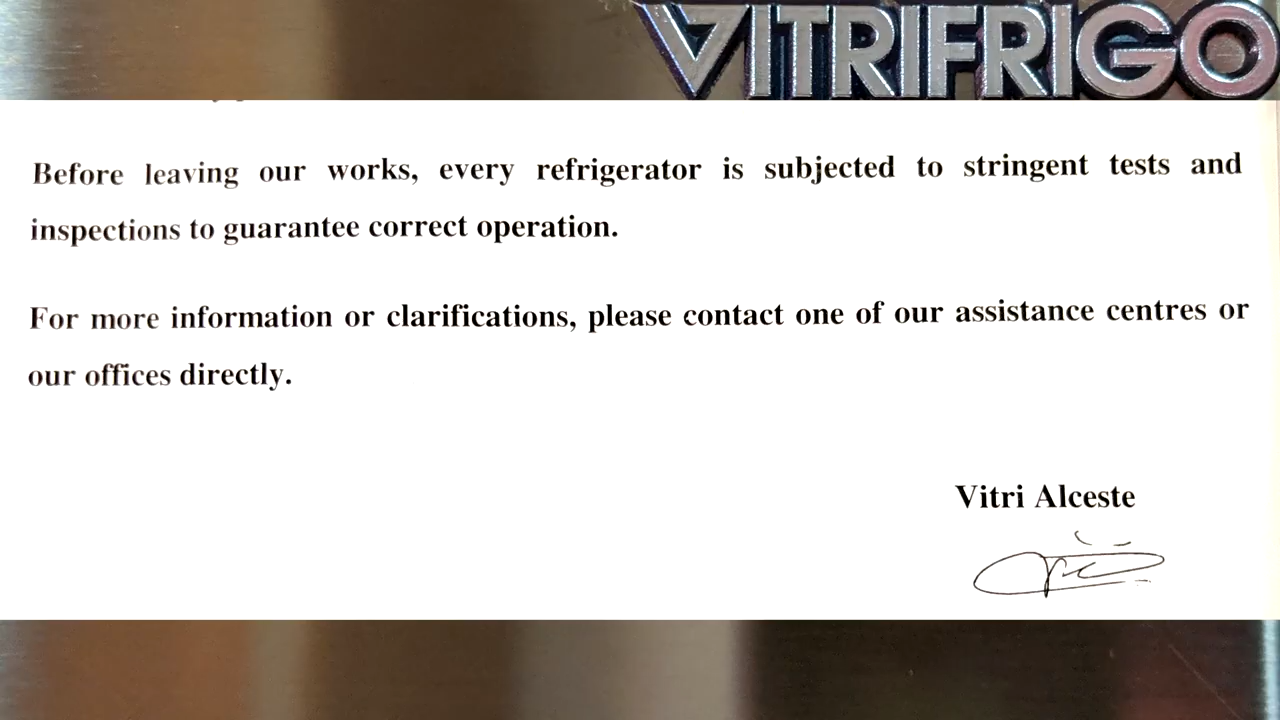 VITRIFRIGO
Before leaving our works, every refrigerator is subjected to stringent tests and
inspections to guarantee correct operation.
For more information or clarifications, please contact one of our assistance centres or
our offices directly.
Vitri Alceste